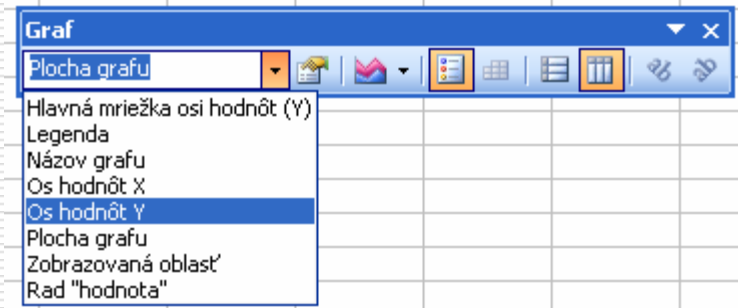 Graf
Plocha grafu
Hlavná mriežka osi hodnôt (Y)
Legenda
Názov grafu
Os hodnôt X
Os hodnôt Y
Plocha grafu
Zobrazovaná oblasť
Rad "hodnota"